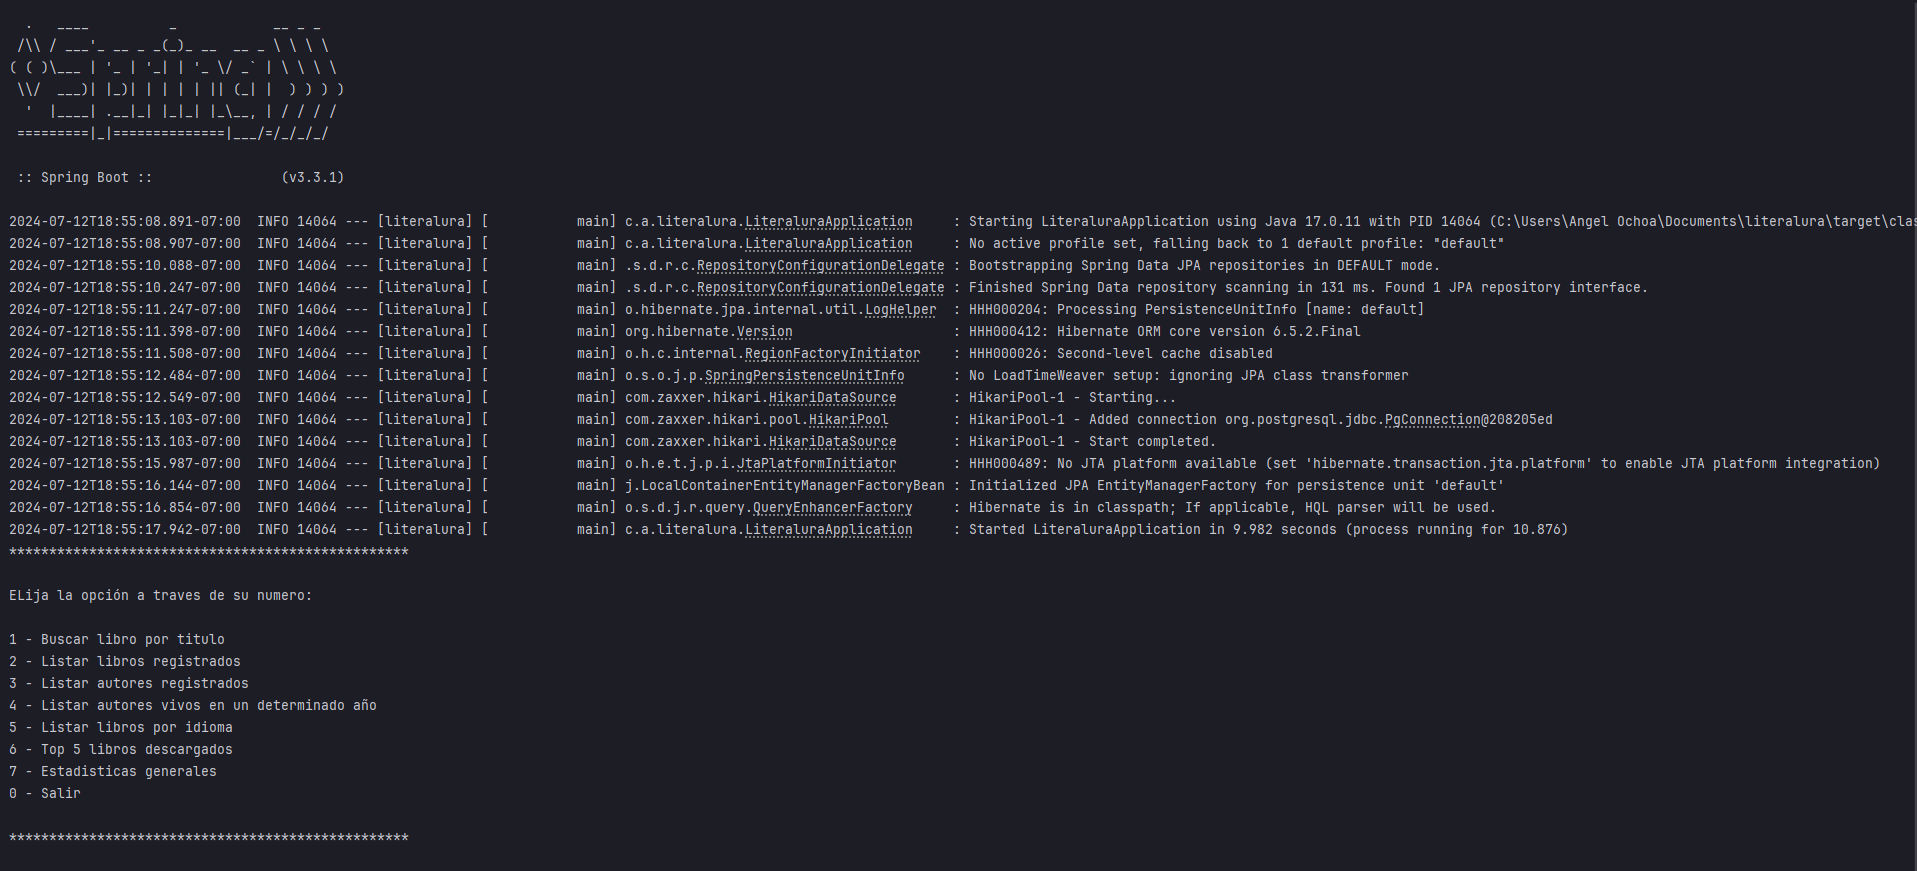 .   ____          _            __ _ _
 /\\ / ___'_ __ _ _(_)_ __  __ _ \ \ \ \
( ( )\___ | '_ | '_| | '_ \/ _` | \ \ \ \
 \\/  ___)| |_)| | | | | || (_| |  ) ) ) )
  '  |____| .__|_| |_|_| |_\__, | / / / /
 =========|_|==============|___/=/_/_/_/
 :: Spring Boot ::                (v3.3.1)
2024-07-12T18:55:08.891-07:00  INFO 14064 --- [literalura] [           main] c.a.literalura.LiteraluraApplication     : Starting LiteraluraApplication using Java 17.0.11 with PID 14064 (C:\Users\Angel Ochoa\Documents\literalura\target\clas
2024-07-12T18:55:08.907-07:00  INFO 14064 --- [literalura] [           main] c.a.literalura.LiteraluraApplication     : No active profile set, falling back to 1 default profile: "default"
2024-07-12T18:55:10.088-07:00  INFO 14064 --- [literalura] [           main] .s.d.r.c.RepositoryConfigurationDelegate : Bootstrapping Spring Data JPA repositories in DEFAULT mode.
2024-07-12T18:55:10.247-07:00  INFO 14064 --- [literalura] [           main] .s.d.r.c.RepositoryConfigurationDelegate : Finished Spring Data repository scanning in 131 ms. Found 1 JPA repository interface.
2024-07-12T18:55:11.247-07:00  INFO 14064 --- [literalura] [           main] o.hibernate.jpa.internal.util.LogHelper  : HHH000204: Processing PersistenceUnitInfo [name: default]
2024-07-12T18:55:11.398-07:00  INFO 14064 --- [literalura] [           main] org.hibernate.Version                    : HHH000412: Hibernate ORM core version 6.5.2.Final
2024-07-12T18:55:11.508-07:00  INFO 14064 --- [literalura] [           main] o.h.c.internal.RegionFactoryInitiator    : HHH000026: Second-level cache disabled
2024-07-12T18:55:12.484-07:00  INFO 14064 --- [literalura] [           main] o.s.o.j.p.SpringPersistenceUnitInfo      : No LoadTimeWeaver setup: ignoring JPA class transformer
2024-07-12T18:55:12.549-07:00  INFO 14064 --- [literalura] [           main] com.zaxxer.hikari.HikariDataSource       : HikariPool-1 - Starting...
2024-07-12T18:55:13.103-07:00  INFO 14064 --- [literalura] [           main] com.zaxxer.hikari.pool.HikariPool        : HikariPool-1 - Added connection org.postgresql.jdbc.PgConnection@208205ed
2024-07-12T18:55:13.103-07:00  INFO 14064 --- [literalura] [           main] com.zaxxer.hikari.HikariDataSource       : HikariPool-1 - Start completed.
2024-07-12T18:55:15.987-07:00  INFO 14064 --- [literalura] [           main] o.h.e.t.j.p.i.JtaPlatformInitiator       : HHH000489: No JTA platform available (set 'hibernate.transaction.jta.platform' to enable JTA platform integration)
2024-07-12T18:55:16.144-07:00  INFO 14064 --- [literalura] [           main] j.LocalContainerEntityManagerFactoryBean : Initialized JPA EntityManagerFactory for persistence unit 'default'
2024-07-12T18:55:16.854-07:00  INFO 14064 --- [literalura] [           main] o.s.d.j.r.query.QueryEnhancerFactory     : Hibernate is in classpath; If applicable, HQL parser will be used.
2024-07-12T18:55:17.942-07:00  INFO 14064 --- [literalura] [           main] c.a.literalura.LiteraluraApplication     : Started LiteraluraApplication in 9.982 seconds (process running for 10.876)
**************************************************
ELija la opción a traves de su numero:
1 - Buscar libro por titulo
2 - Listar libros registrados
3 - Listar autores registrados
4 - Listar autores vivos en un determinado año
5 - Listar libros por idioma
6 - Top 5 libros descargados
7 - Estadisticas generales
0 - Salir
**************************************************